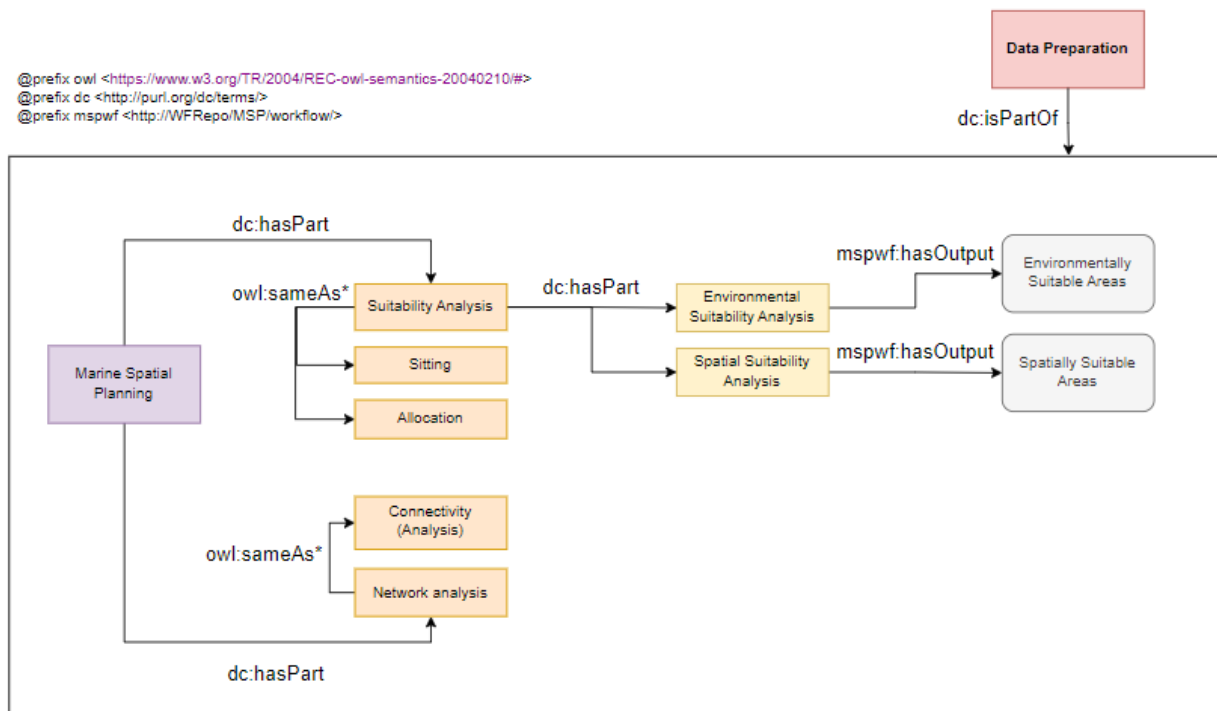 Data Preparation
@prefix owl <https://www.w3.org/TR/2004/REC-owl-semantics-20040210/#>
@prefix dc <http://purl.org/dc/terms/>
@prefix mspwf <http://WFRepo/MSP/workflow/>
dc:isPartOf
dc:hasPart
owl:sameAs*
Suitability Analysis
Sitting
Allocation
Marine Spatial
Planning
dc:hasPart
Environmental
Suitability Analysis
Spatial Suitability
Analysis
mspwf:hasOutput
Environmentally
Suitable Areas
mspwf:hasOutput
Spatially Suitable
Areas
Connectivity
(Analysis)
owl:sameAs*
Network analysis
dc:hasPart